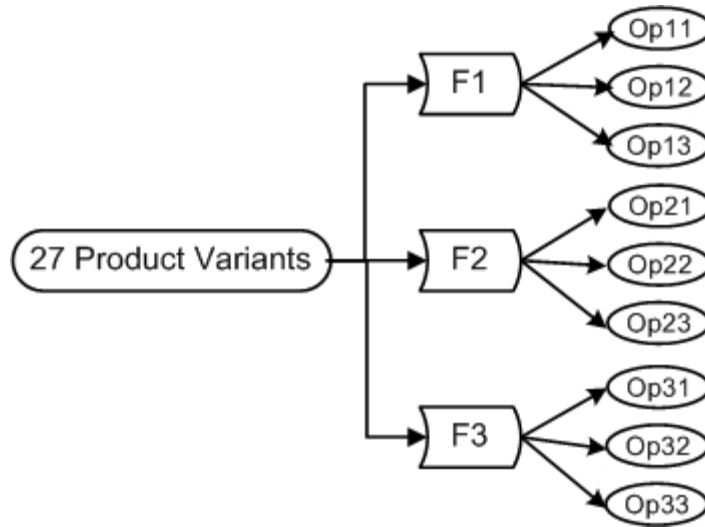 Op11
F1
Op12
Op13
Op21
27 Product Variants
F2
Op22
Op23
Op31
F3
Op32
Op33